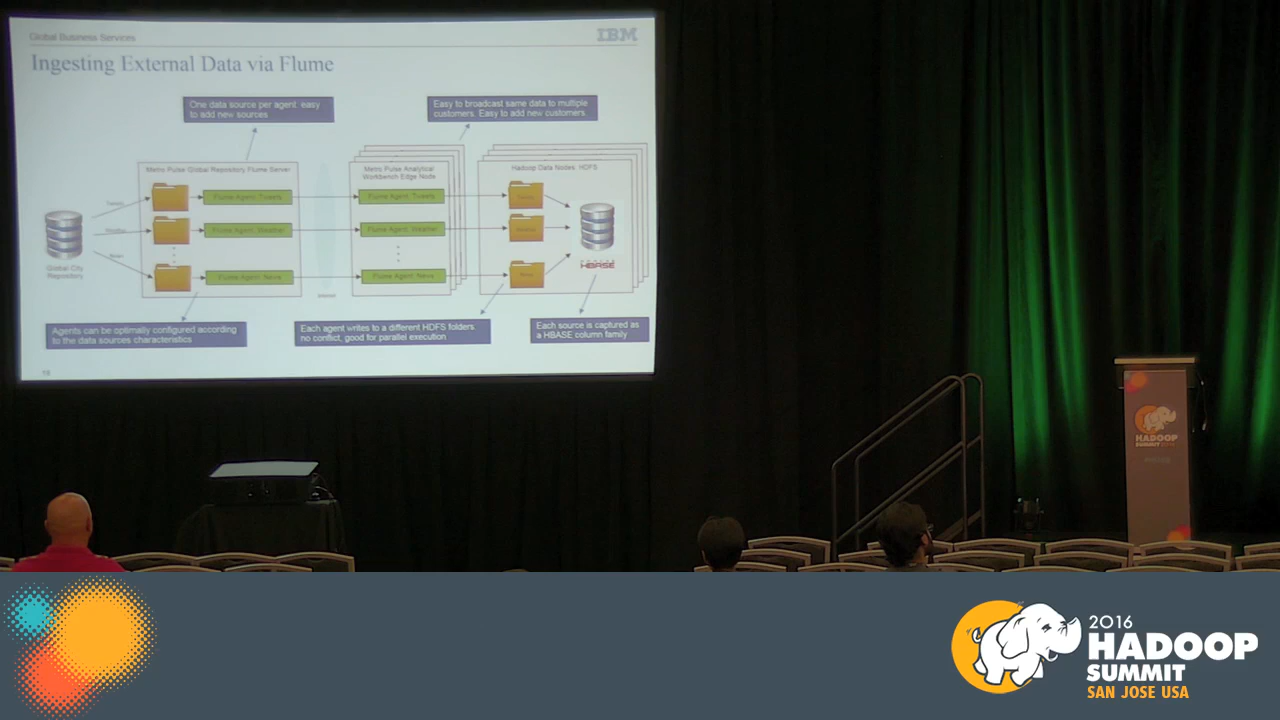 Global Business Services
IBM
Ingesting External Data via Flume
One data source per agent. easy
to add new sources
Easy to broadcast same data to multiple
customers. Easy to add new customers.
Metro Pulse Global Repository Flume Server
Metro Pulse Analytical
Workbench Edge Node
Hadoop Data Nodes: HDFS
Flume Agent, Tweets
Flume Agent, Tweets
Flume Agent, Weather
Flume Agent, Weather
Flume Agent, News
Flume Agent, News
Global City
Repository
HBASE
Internet
Agents can be optimally configured according
to the data sources characteristics
Each agent writes to a different HDFS folders.
no conflict, good for parallel execution
Each source is captured as
a HBASE column family
HADOOP
SUMMIT
2016
HADOOP
SUMMIT
SAN JOSE USA